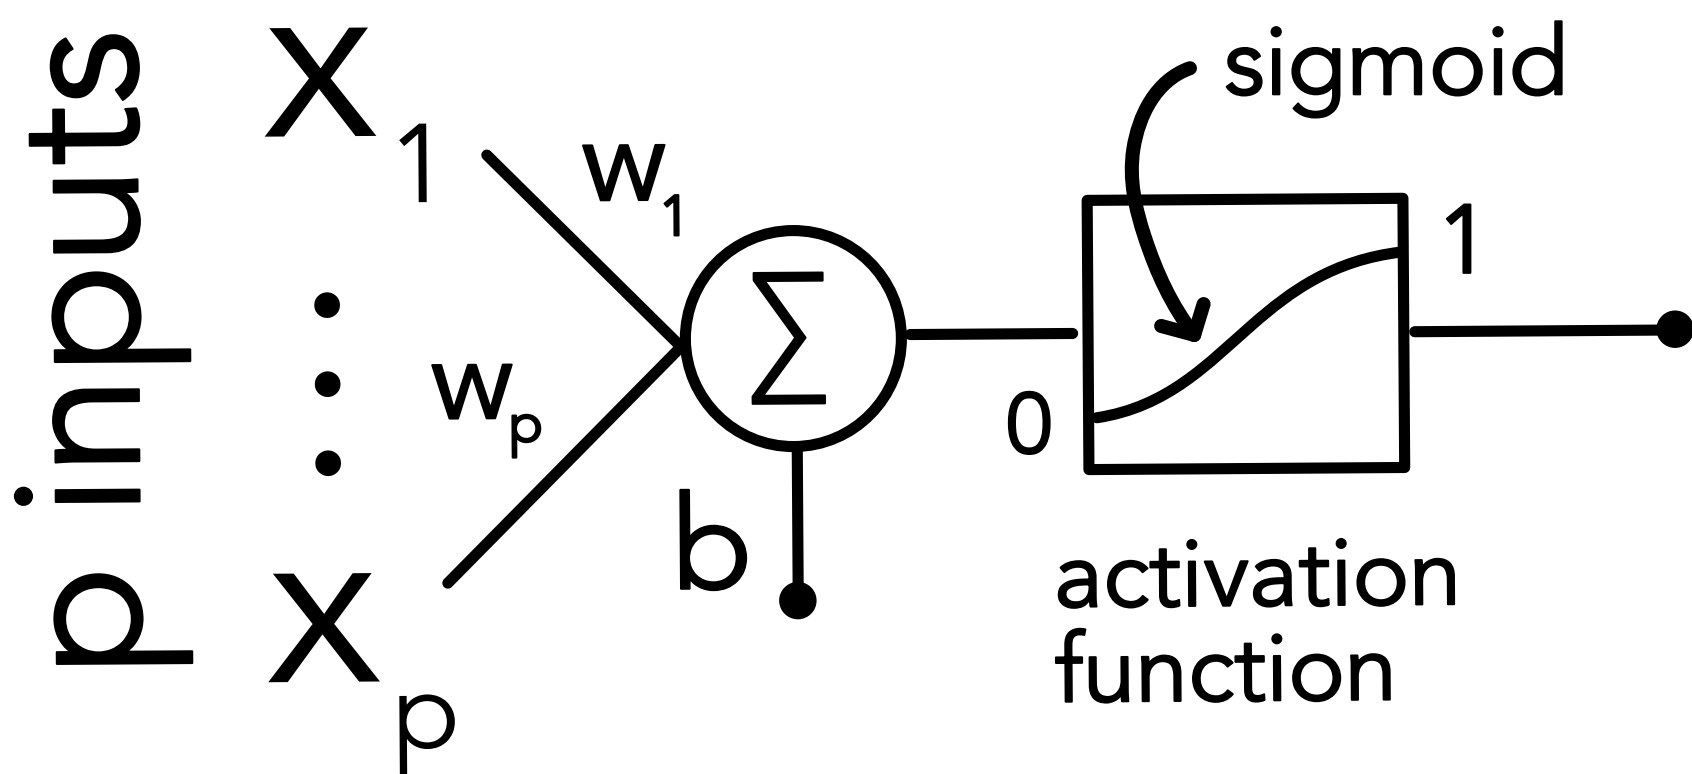 p inputs
X1
w1
wp
Xp
Σ
b
sigmoid
1
0
activation
function